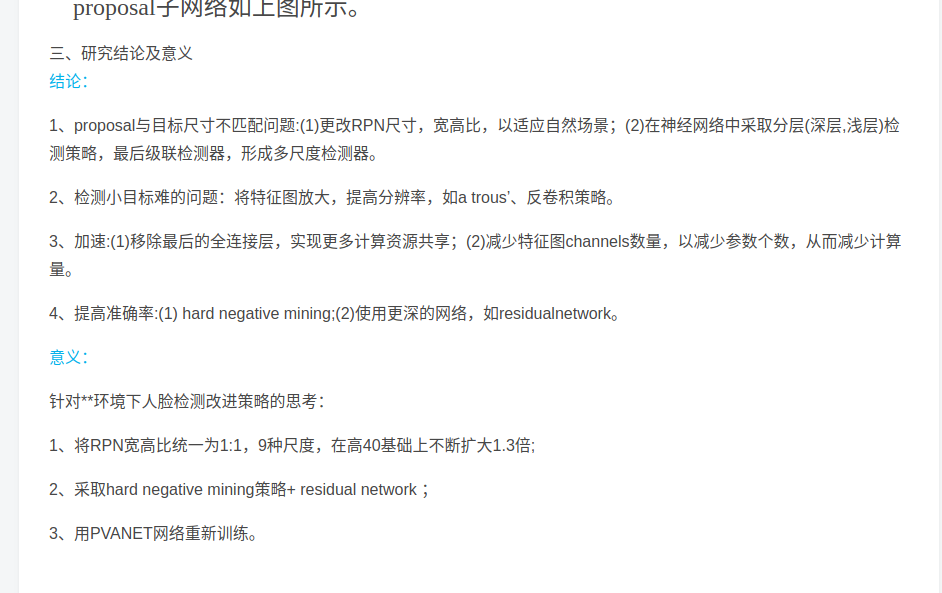 proposal子网络如上图所示。
三、研究结论及意义
结论：
1、proposal与目标尺寸不匹配问题:(1)更改RPN尺寸，宽高比，以适应自然场景；(2)在神经网络中采取分层(深层,浅层)检
测策略，最后级联检测器，形成多尺度检测器。
2、检测小目标难的问题：将特征图放大，提高分辨率，如a trous’、反卷积策略。
3、加速:(1)移除最后的全连接层，实现更多计算资源共享；(2)减少特征图channels数量，以减少参数个数，从而减少计算
量。
4、提高准确率:(1) hard negative mining;(2)使用更深的网络，如residualnetwork。
意义：
针对**环境下人脸检测改进策略的思考：
1、将RPN宽高比统一为1:1，9种尺度，在高40基础上不断扩大1.3倍;
2、采取hard negative mining策略+ residual network；
3、用PVANET网络重新训练。